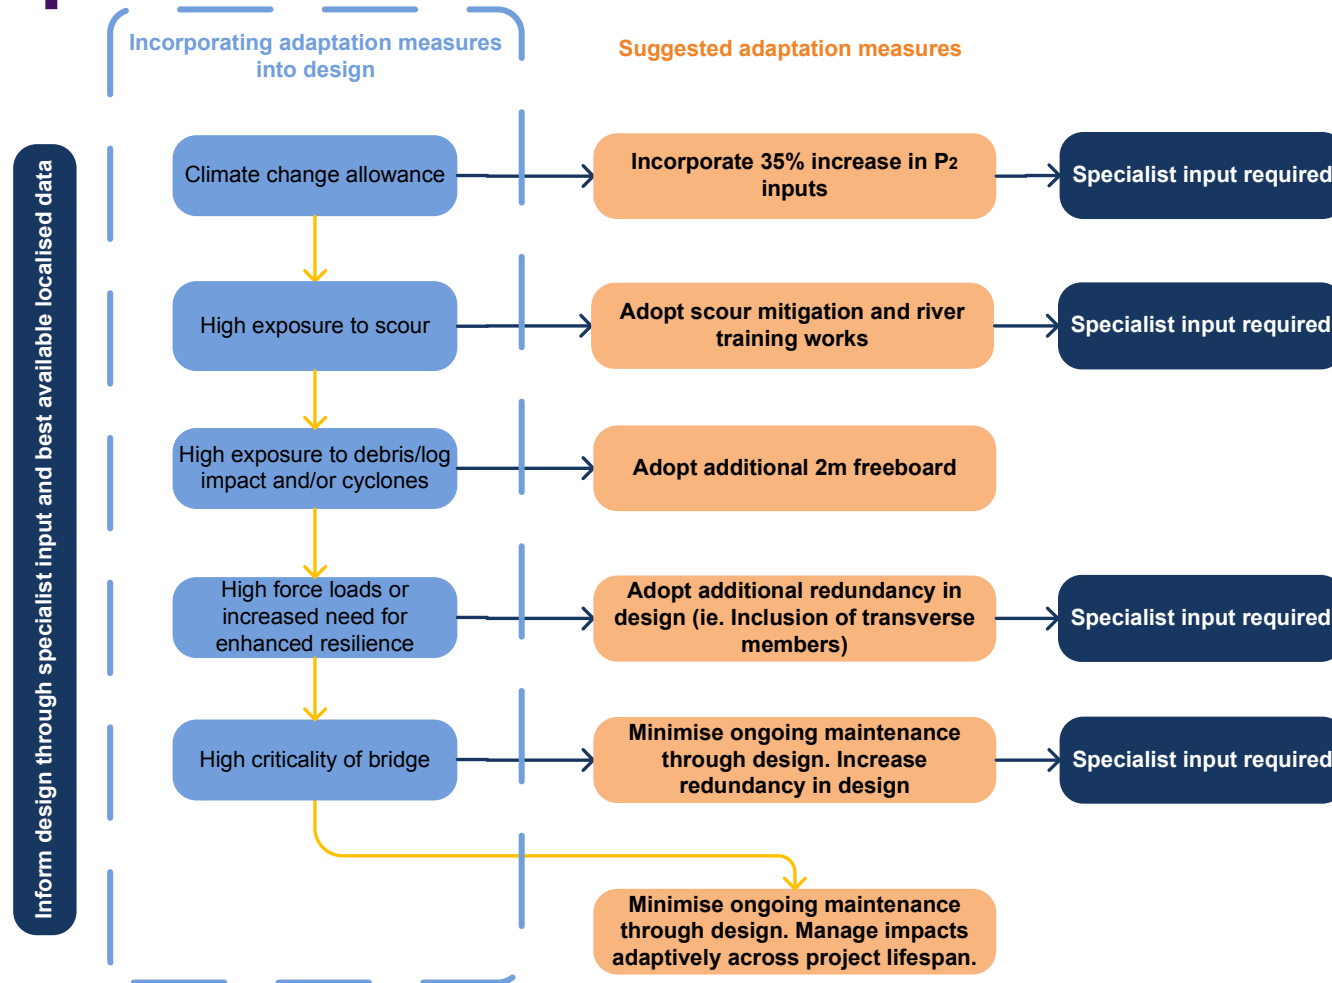 Incorporating adaptation measures
into design
Suggested adaptation measures
Inform design through specialist input and best available localised data
Climate change allowance
Incorporate 35% increase in P2
inputs
Specialist input required
High exposure to scour
Adopt scour mitigation and river
training works
Specialist input required
High exposure to debris/log
impact and/or cyclones
Adopt additional 2m freeboard
High force loads or
increased need for
enhanced resilience
Adopt additional redundancy in
design (ie. Inclusion of transverse
members)
Specialist input required
High criticality of bridge
Minimise ongoing maintenance
through design. Increase
redundancy in design
Specialist input required
Minimise ongoing maintenance
through design. Manage impacts
adaptively across project lifespan.